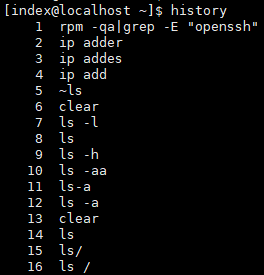 [index@localhost ~]$ history
1 rpm -qa|grep -E "openssh"
2 ip adder
3 ip addes
4 ip add
5 ~ls
6 clear
7 ls -l
8 ls
9 ls -h
10 ls -aa
11 ls-a
12 ls -a
13 clear
14 ls
15 ls/
16 ls /